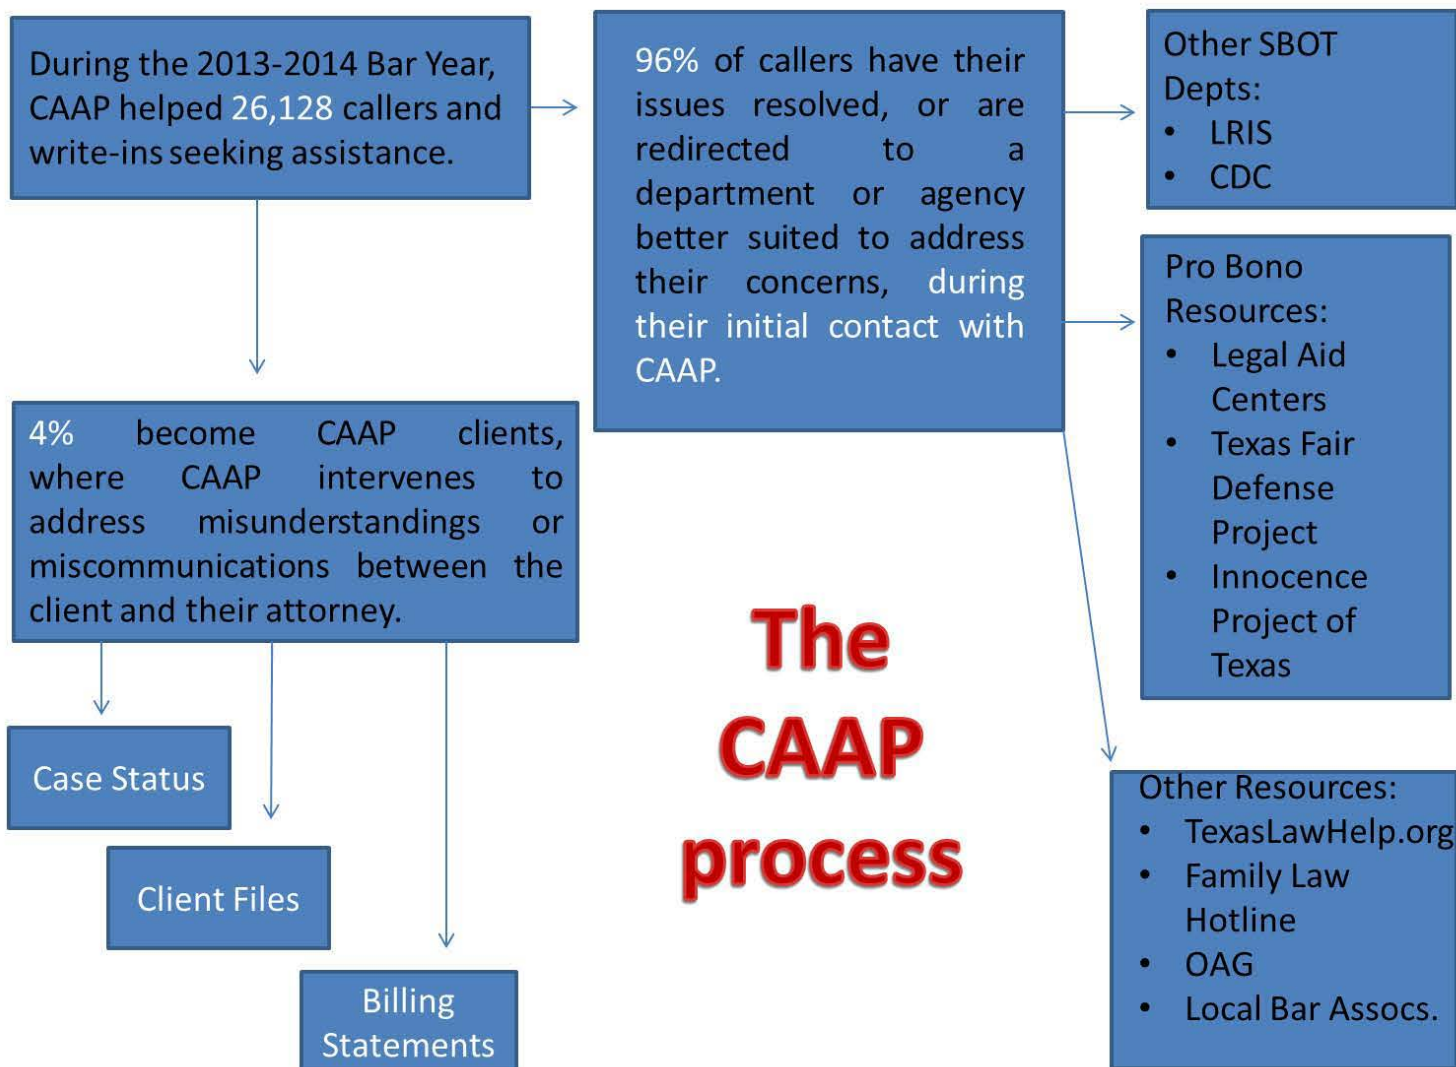 During the 2013-2014 Bar Year,
CAAP helped 26,128 callers and
write-ins seeking assistance.
96% of callers have their
issues resolved, or are
redirected to a
department or agency
better suited to address
their concerns, during
their initial contact with
CAAP.
Other SBOT
Depts:
• LRIS
• CDC
Pro Bono
Resources:
• Legal Aid
Centers
• Texas Fair
Defense
Project
• Innocence
Project of
Texas
4% become CAAP clients,
where CAAP intervenes to
address misunderstandings or
miscommunications between the
client and their attorney.
The
CAAP
process
Case Status
Client Files
Billing
Statements
Other Resources:
• TexasLawHelp.org
• Family Law
Hotline
• OAG
• Local Bar Assocs.